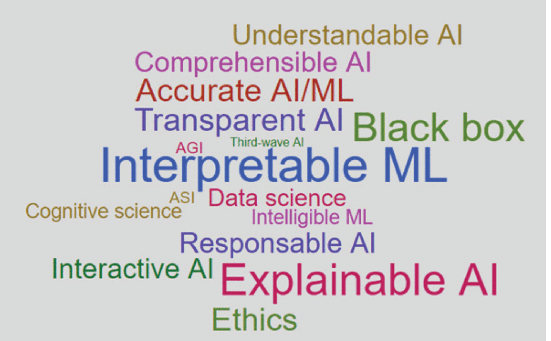 Understandable AI
Comprehensible AI
Accurate AI/ML
Transparent AI
Black box
Third-wave AI
AGI
Interpretable ML
ASI
Data science
Cognitive science
Intelligible ML
Responsable AI
Interactive AI
Explainable AI
Ethics